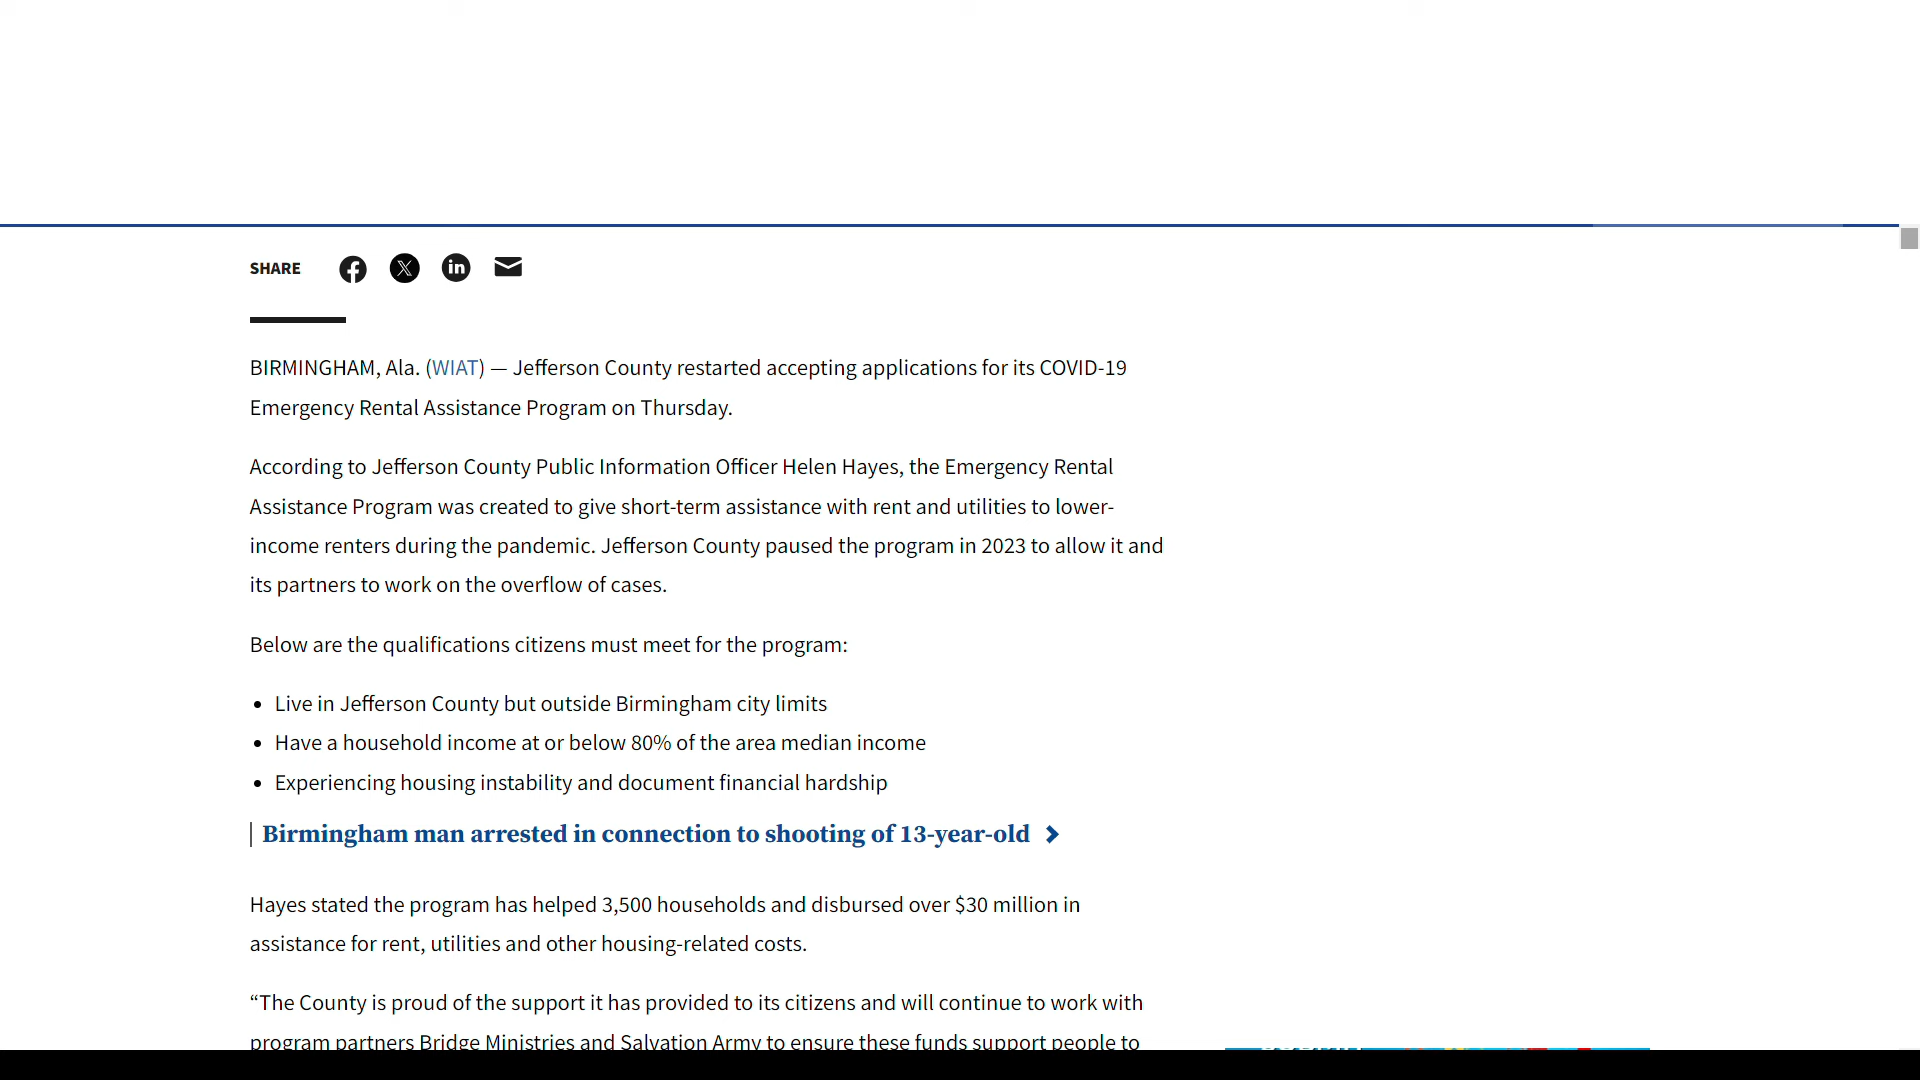 SHARE
BIRMINGHAM, Ala. (WIAT) — Jefferson County restarted accepting applications for its COVID-19
Emergency Rental Assistance Program on Thursday.
According to Jefferson County Public Information Officer Helen Hayes, the Emergency Rental
Assistance Program was created to give short-term assistance with rent and utilities to lower-
income renters during the pandemic. Jefferson County paused the program in 2023 to allow it and
its partners to work on the overflow of cases.
Below are the qualifications citizens must meet for the program:
• Live in Jefferson County but outside Birmingham city limits
• Have a household income at or below 80% of the area median income
• Experiencing housing instability and document financial hardship
Birmingham man arrested in connection to shooting of 13-year-old
Hayes stated the program has helped 3,500 households and disbursed over $30 million in
assistance for rent, utilities and other housing-related costs.
“The County is proud of the support it has provided to its citizens and will continue to work with
program partners Bridge Ministries and Salvation Army to ensure these funds support people to